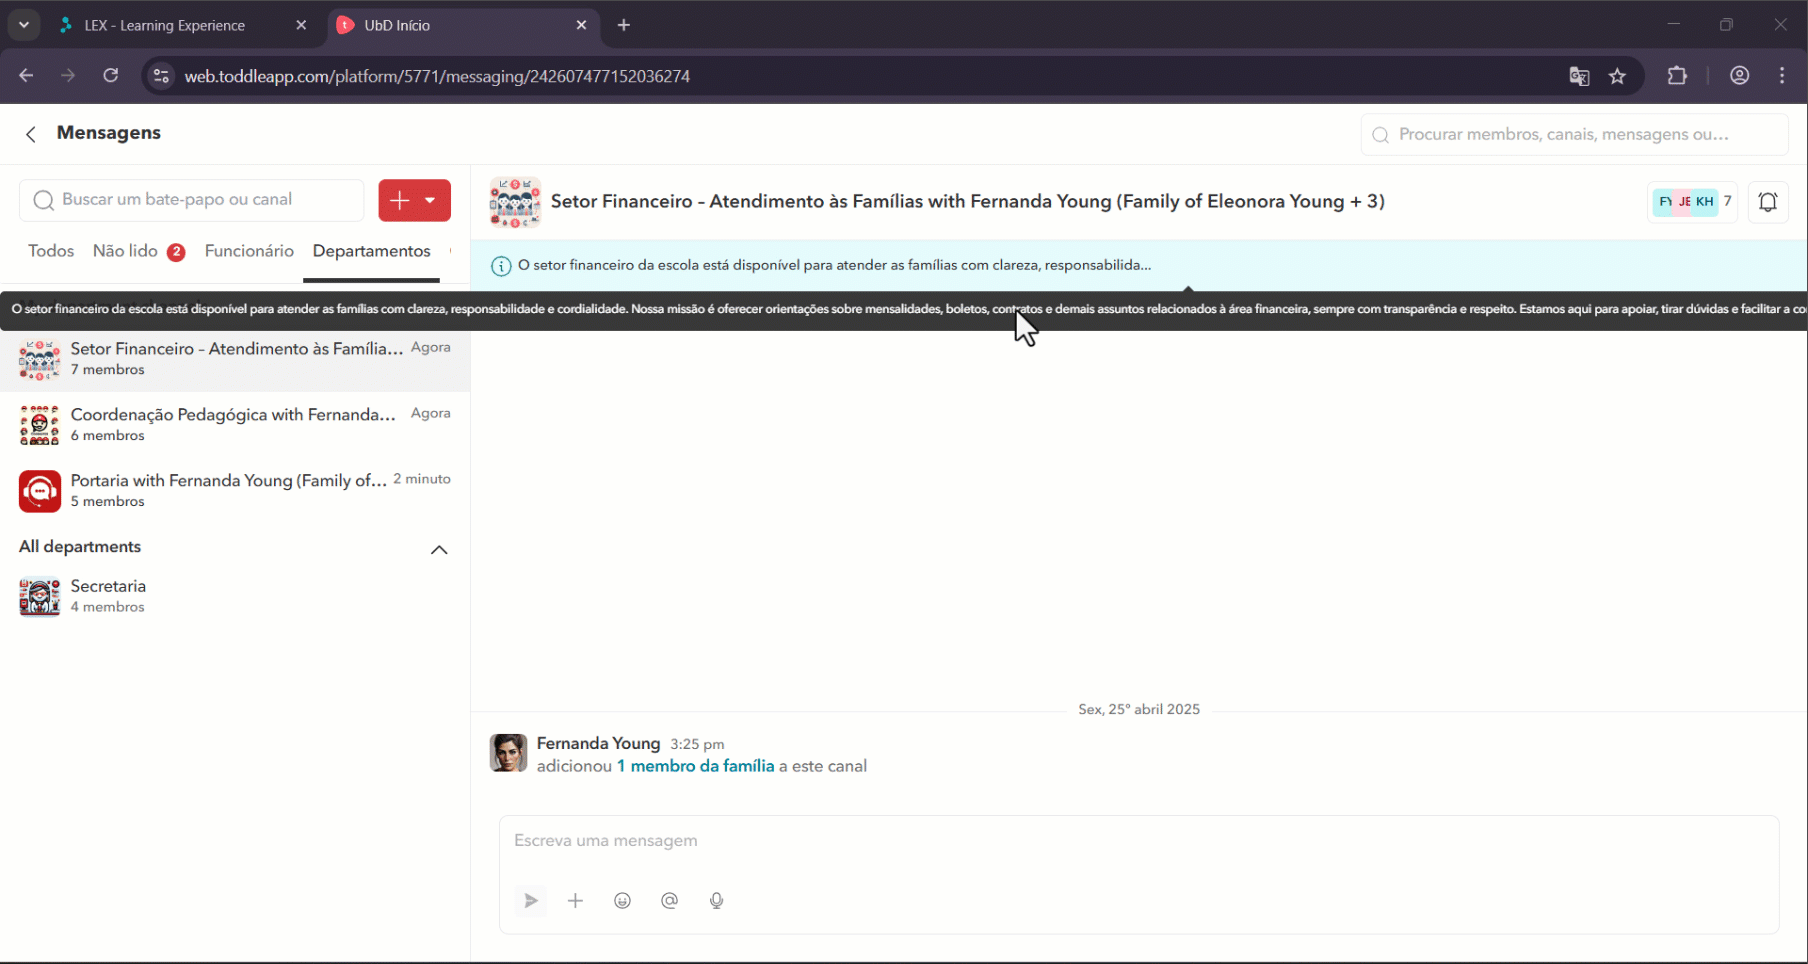 LEX - Learning Experience
UbD Início
web.toddleapp.com/platform/5771/messaging/242607477152036274
Mensagens
Procurar membros, canais, mensagens ou...
Buscar um bate-papo ou canal
Setor Financeiro – Atendimento às Famílias with Fernanda Young (Family of Eleonora Young + 3)
FY JE KH 7
Todos Não lido 2 Funcionário Departamentos
O setor financeiro da escola está disponível para atender as famílias com clareza, responsabilida...
O setor financeiro da escola está disponível para atender as famílias com clareza, responsabilidade e cordialidade. Nossa missão é oferecer orientações sobre mensalidades, boletos, contratos e demais assuntos relacionados à área financeira, sempre com transparência e respeito. Estamos aqui para apoiar, tirar dúvidas e facilitar a co
Setor Financeiro – Atendimento às Família... Agora
7 membros
Coordenação Pedagógica with Fernanda... Agora
6 membros
Portaria with Fernanda Young (Family of... 2 minuto
5 membros
All departments
Secretaria
4 membros
Sex, 25º abril 2025
Fernanda Young 3:25 pm
adicionou 1 membro da família a este canal
Escreva uma mensagem